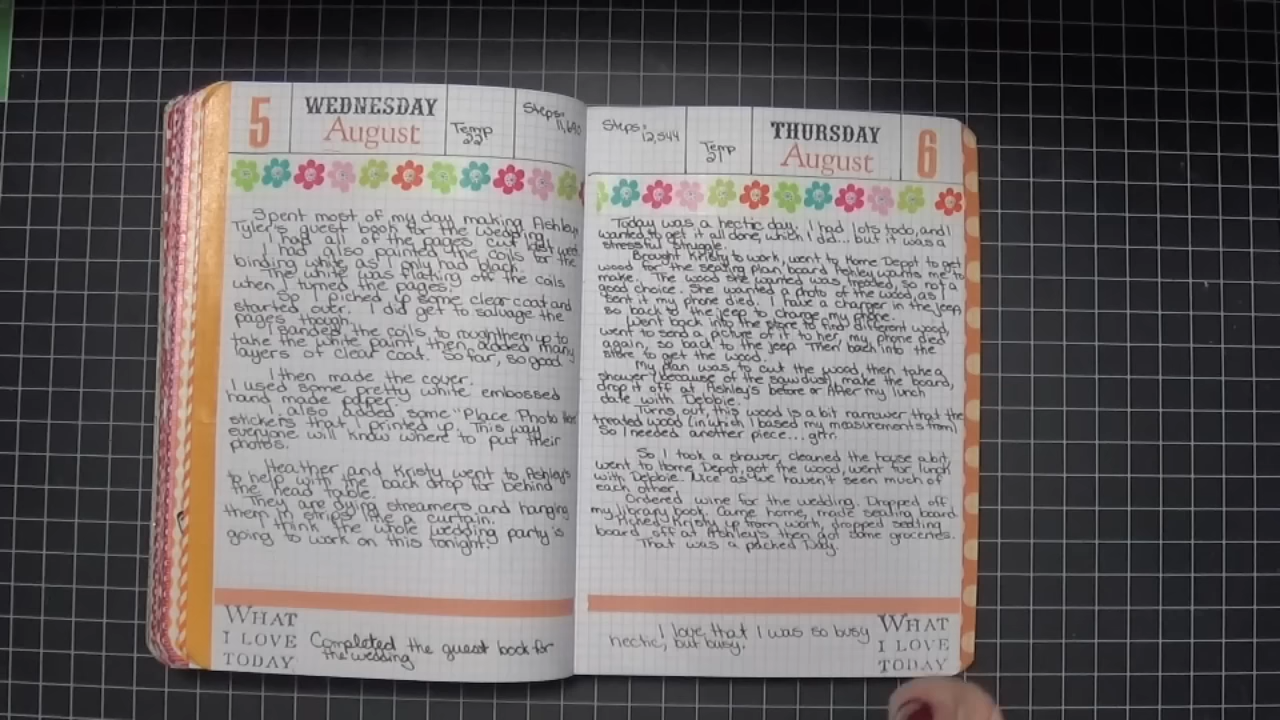 5
WEDNESDAY
August
Temp
22
Steps=
Spent most of my day making Ashley
Tyler's guest book for the wedding.
I had all of the pages cut last wed
I had also painted the coils for the
binding white as I only had black.
The white was flaking off the coils
when I turned the pages!
So I picked up some clear coat and
started over. I did get to salvage the
pages though.
I sanded the coils to roughthem up to
take the white paint, then added many
layers of clear coat. So far, so good
I then made the cover.
I used some pretty white embossed
hand made paper.
I also added some "Place Photo Here
stickers that I printed up. This way
everyone will know where to put their
photos.
Heather and Kristy went to Ashley's
to help with the back drop for behind
the head table.
They are dying streamers and hanging
them in strips like a curtain.
I think the whole wedding party is
going to work on this tonight.
WHAT
I LOVE
TODAY
Completed the guest book for
the wedding
Steps=
12,544
Temp
21
THURSDAY
August
6
Today was a hectic day. I had lots todo, and I
wanted to get it all done, which I did... but it was a
stressful struggle.
Brought Kristy to work, went to Home Depot to get
wood for the seating plan board Ashley wants me to
make. The wood she wanted was treated, so not a
good choice. She wanted a photo of the wood, as I
sent it my phone died. I have a charger in the jeep
so back to the jeep to charge my phone.
Went back into the store to find different wood,
went to send a picture of it to her, my phone died
again, so back to the jeep. Then back into the
store to get the wood.
My plan was to cut the wood, then take a
shower (because of the sawdust, make the board,
drop it off at Ashley's before or After my lunch
date with Debbie.
Turns out, this wood is a bit narrower that the
treated wood (in which I based my measurements from)
So I needed another piece...grrr.
So I took a shower, cleaned the house a bit,
went to Home Depot, got the wood, went for lunch
with Debbie. Nice as we haven't seen much of
each other.
Ordered wine for the wedding. Dropped off
my library book. Came home, made seating board
Picked Kristy up from work, dropped seating
board off at Ashley's then got some groceries.
That was a packed Day.
I love that I was so busy
hectic, but busy.
WHAT
I LOVE
TODAY